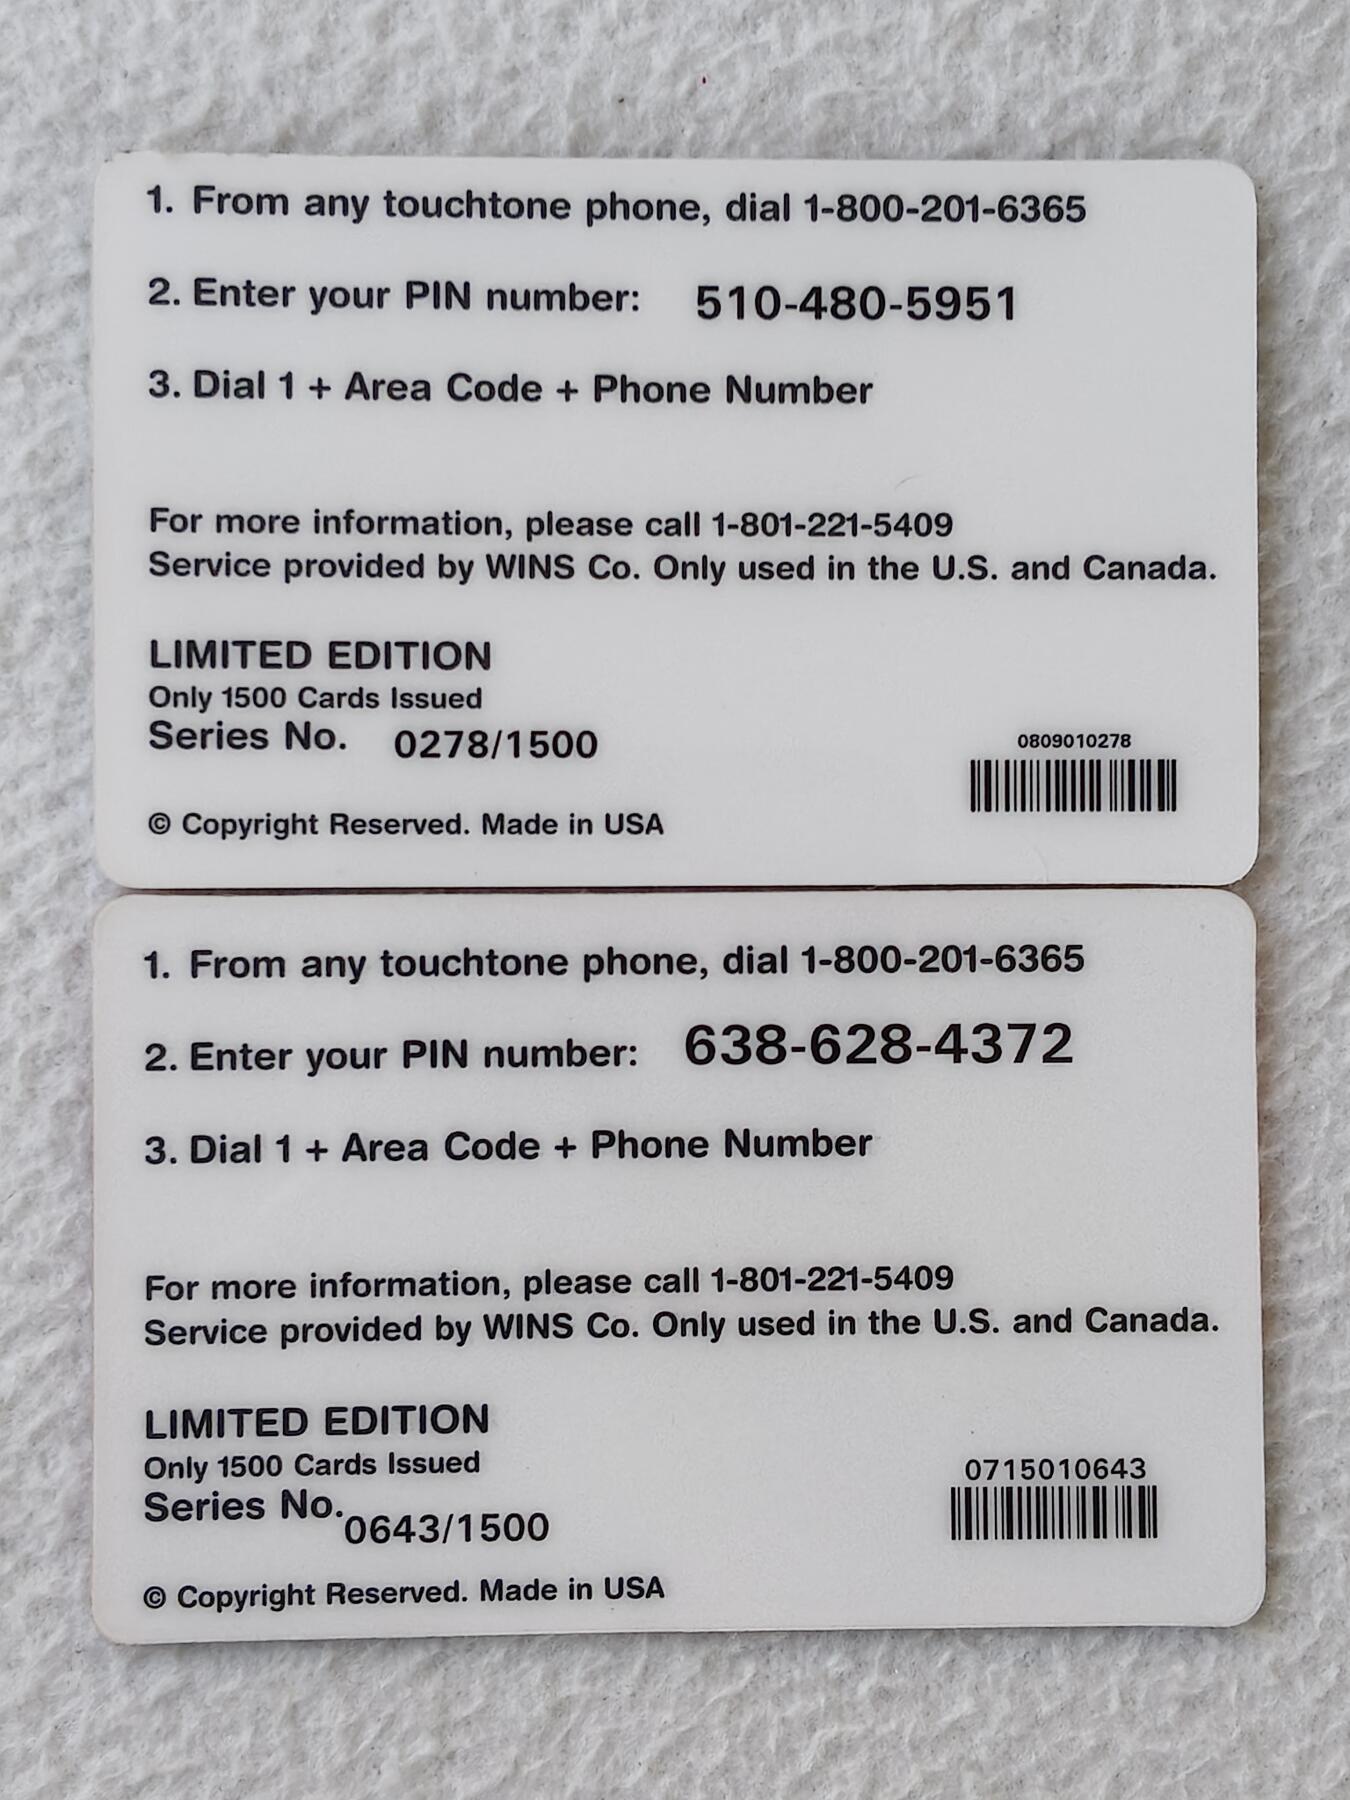 1. From any touchtone phone, dial 1-800-201-6365
2. Enter your PIN number: 510-480-5951
3. Dial 1 + Area Code + Phone Number
For more information, please call 1-801-221-5409
Service provided by WINS Co. Only used in the U.S. and Canada.
LIMITED EDITION
Only 1500 Cards Issued
Series No. 0278/1500
0809010278
© Copyright Reserved. Made in USA
1. From any touchtone phone, dial 1-800-201-6365
2. Enter your PIN number: 638-628-4372
3. Dial 1 + Area Code + Phone Number
For more information, please call 1-801-221-5409
Service provided by WINS Co. Only used in the U.S. and Canada.
LIMITED EDITION
Only 1500 Cards Issued
Series No. 0643/1500
0715010643
© Copyright Reserved. Made in USA